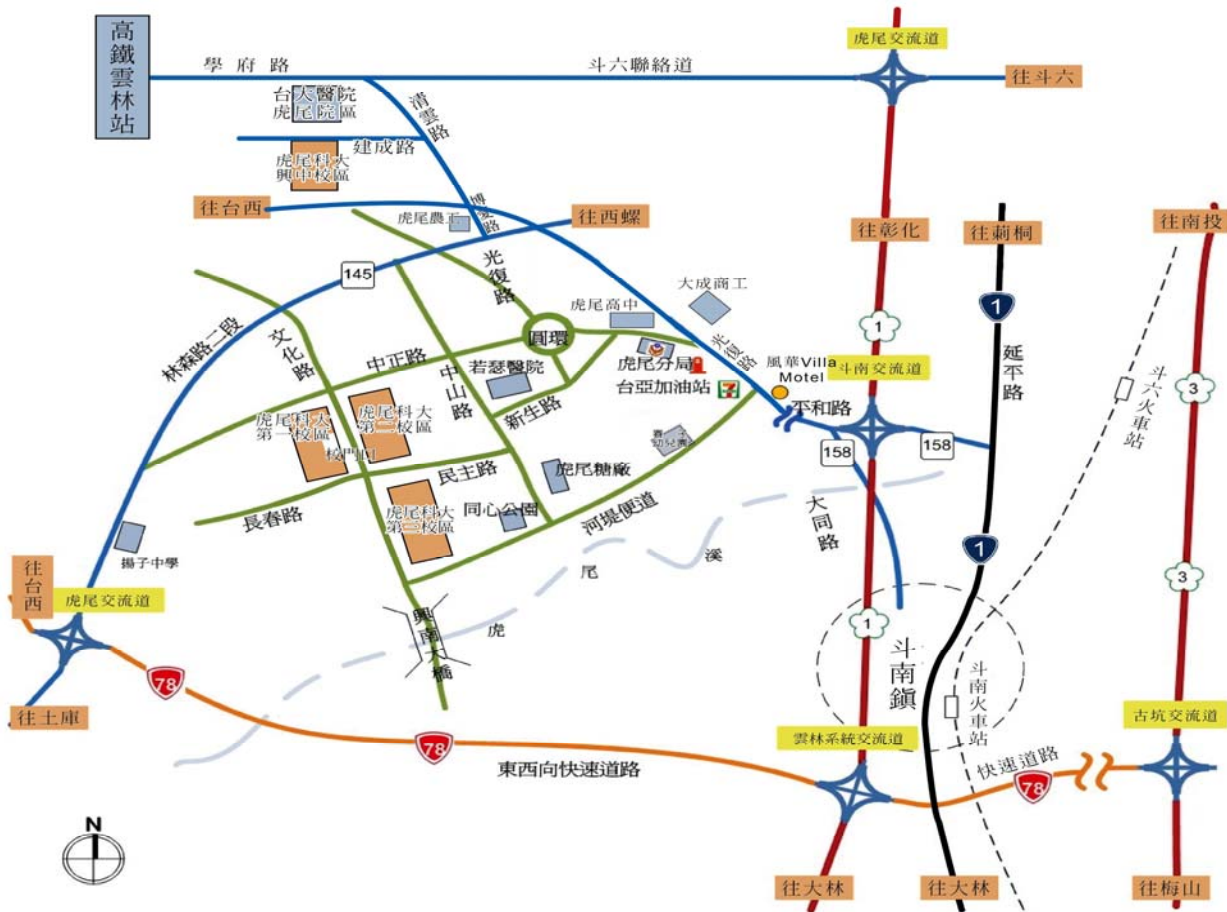 虎尾交流道
高鐵雲林站
學府路
斗六聯絡道
往斗六
台大醫院
虎尾院區
清雲路
建成路
虎尾科大
興中校區
博愛路
往台西
虎尾農工
往西螺
往彰化
往莿桐
往南投
光復路
145
大成商工
1
虎尾高中
1
林森路二段
文化路
中正路
中山路
圓環
若瑟醫院
虎尾分局
台亞加油站
7
光復路
風華Villa
Motel
斗南交流道
延平路
斗六火車站
3
平和路
新生路
虎尾科大
第一校區
校門口
虎尾科大
第二校區
幼兒園
158
158
民主路
虎尾糖廠
長春路
虎尾科大
第三校區
同心公園
河堤便道
大同路
揚子中學
溪
尾
虎
1
3
往台西
虎尾交流道
興南大橋
1
斗南鎮
斗南火車站
78
往土庫
78
東西向快速道路
雲林系統交流道
古坑交流道
快速道路
78
N
往大林
往大林
往梅山